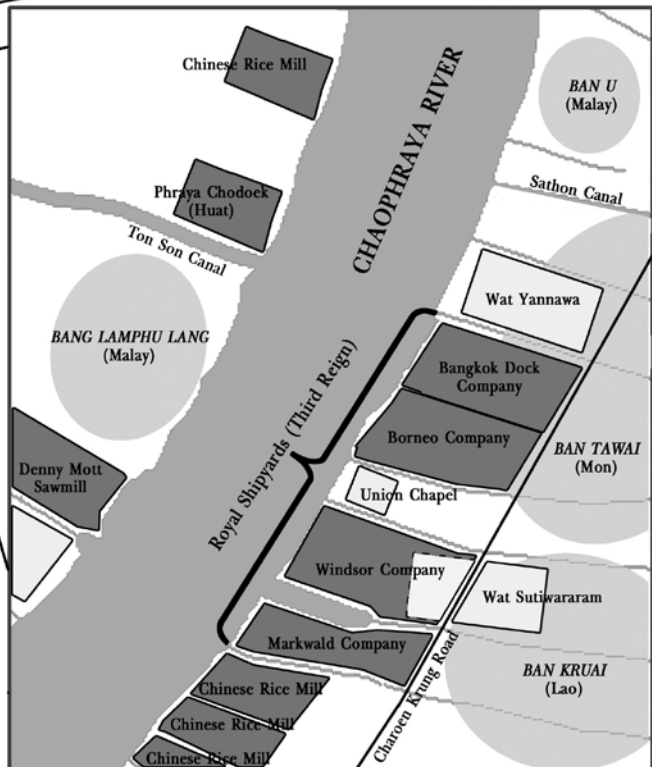 Chinese Rice Mill
CHAOPHRAYA RIVER
BAN U
(Malay)
Phraya Chodoek
(Huat)
Sathon Canal
Ton Son Canal
Wat Yannawa
BANG LAMPHU LANG
(Malay)
Bangkok Dock
Company
Royal Shipyards (Third Reign)
Borneo Company
BAN TAWAI
(Mon)
Denny Mott
Sawmill
Union Chapel
Windsor Company
Wat Sutiwararam
Markwald Company
BAN KRUAI
(Lao)
Charoen Krung Road
Chinese Rice Mill
Chinese Rice Mill
Chinese Rice Mill